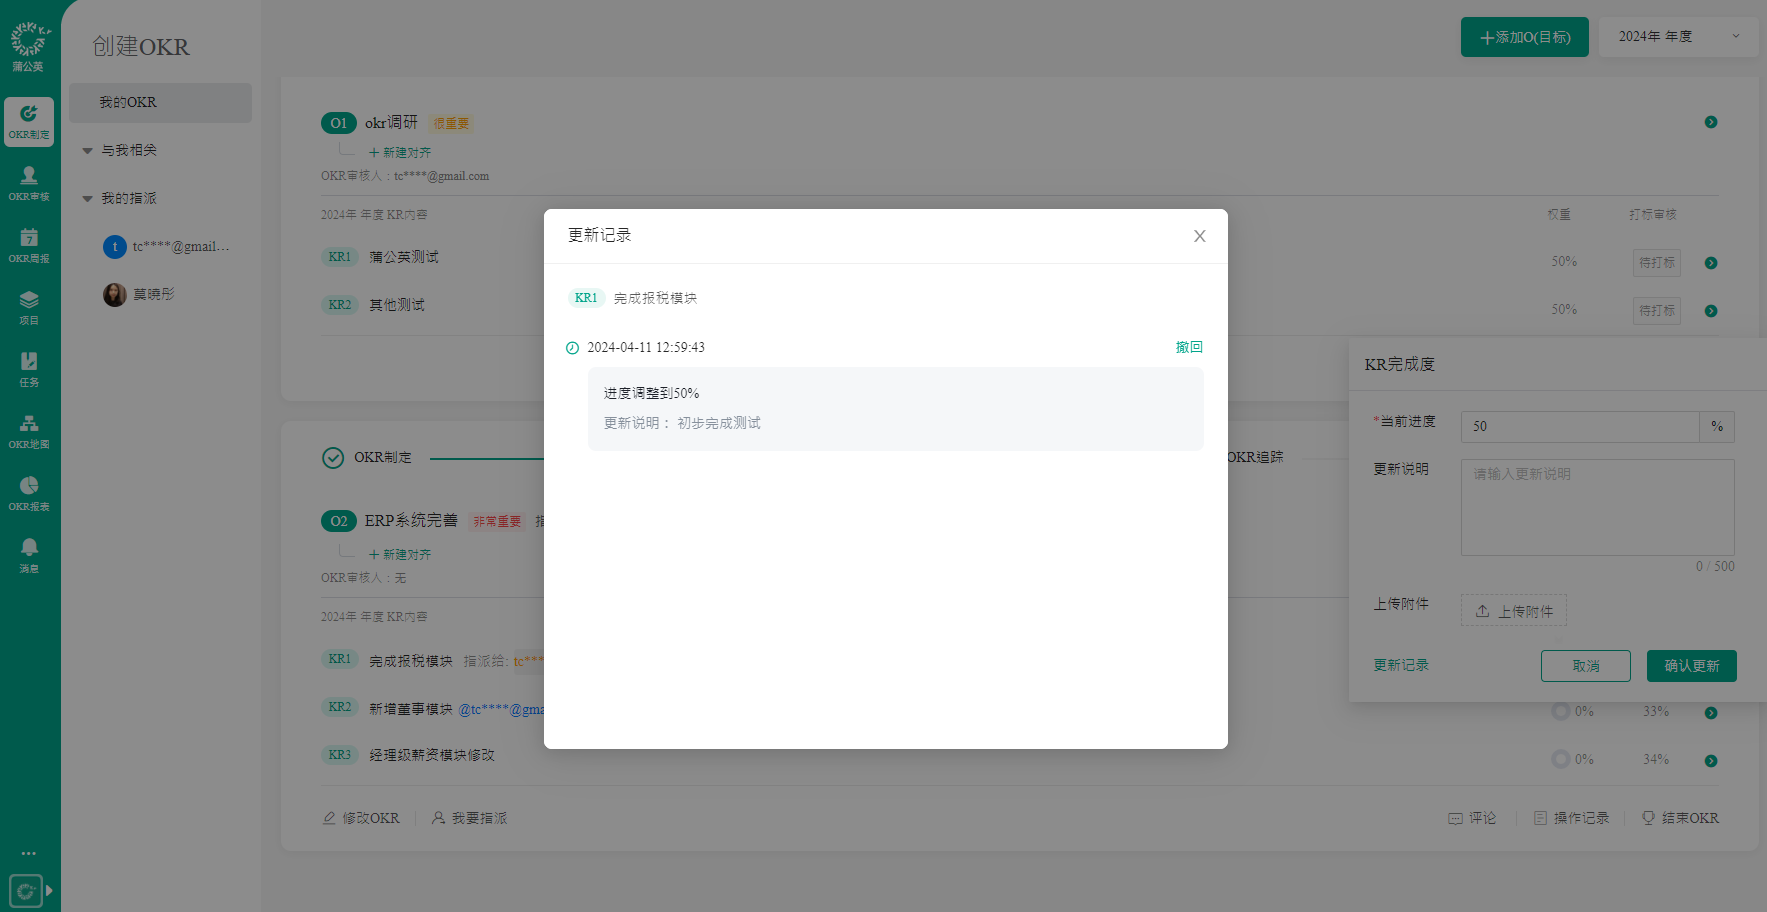 蒲公英
OKR制定
OKR审核
7
OKR周报
项目
任务
OKR地图
OKR报表
消息
创建OKR
我的OKR
与我相关
我的指派
t tc****@gmail...
莫晓彤
添加O(目标)
2024年 年度
O1 okr调研 很重要
新建对齐
OKR审核人：tc****@gmail.com
2024年 年度 KR内容 权重 打标审核
KR1 蒲公英测试 50% 待打标
KR2 其他测试 50% 待打标
OKR制定 OKR追踪
O2 ERP系统完善 非常重要 指
新建对齐
OKR审核人：无
2024年 年度 KR内容
KR1 完成报税模块 指派给: tc***
KR2 新增董事模块 @tc****@gma 0% 33%
KR3 经理级薪资模块修改 0% 34%
修改OKR 我要指派 评论 操作记录 结束OKR
更新记录
KR1 完成报税模块
2024-04-11 12:59:43 撤回
进度调整到50%
更新说明： 初步完成测试
KR完成度
*当前进度 50 %
更新说明 请输入更新说明
0 / 500
上传附件 上传附件
更新记录 取消 确认更新